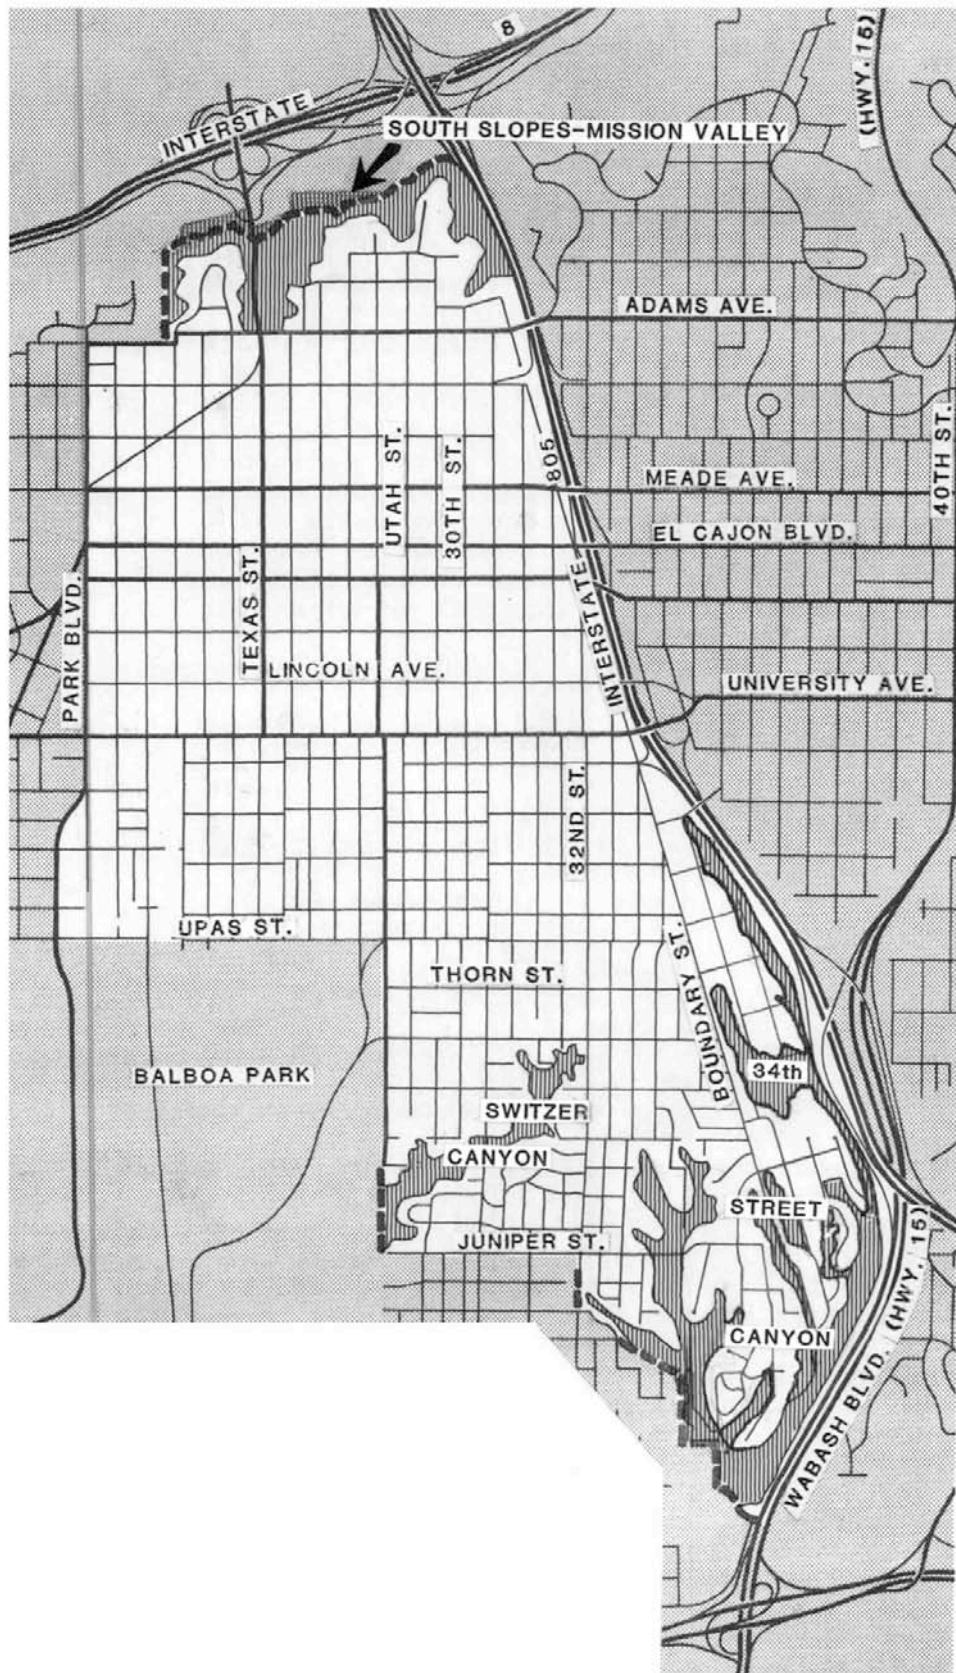 8
INTERSTATE
(HWY. 15)
SOUTH SLOPES-MISSION VALLEY
ADAMS AVE.
40TH ST.
UTAH ST.
30TH ST.
805
MEADE AVE.
EL CAJON BLVD.
TEXAS ST.
INTERSTATE
PARK BLVD.
LINCOLN AVE.
UNIVERSITY AVE.
32ND ST.
UPAS ST.
THORN ST.
BOUNDARY ST.
BALBOA PARK
34th
SWITZER
CANYON
STREET
JUNIPER ST.
CANYON
WABASH BLVD. (HWY. 15)